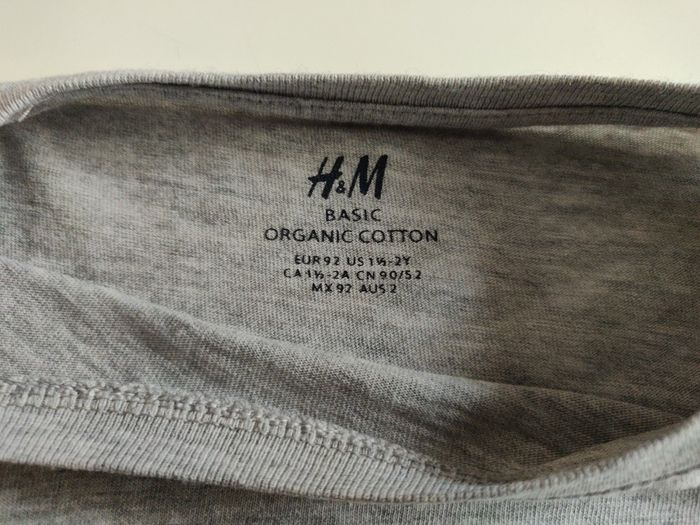 H&M
BASIC
ORGANIC COTTON
EUR 92 US 1½-2Y
CA 1½-2A CN 90/52
MX 92 AUS 2